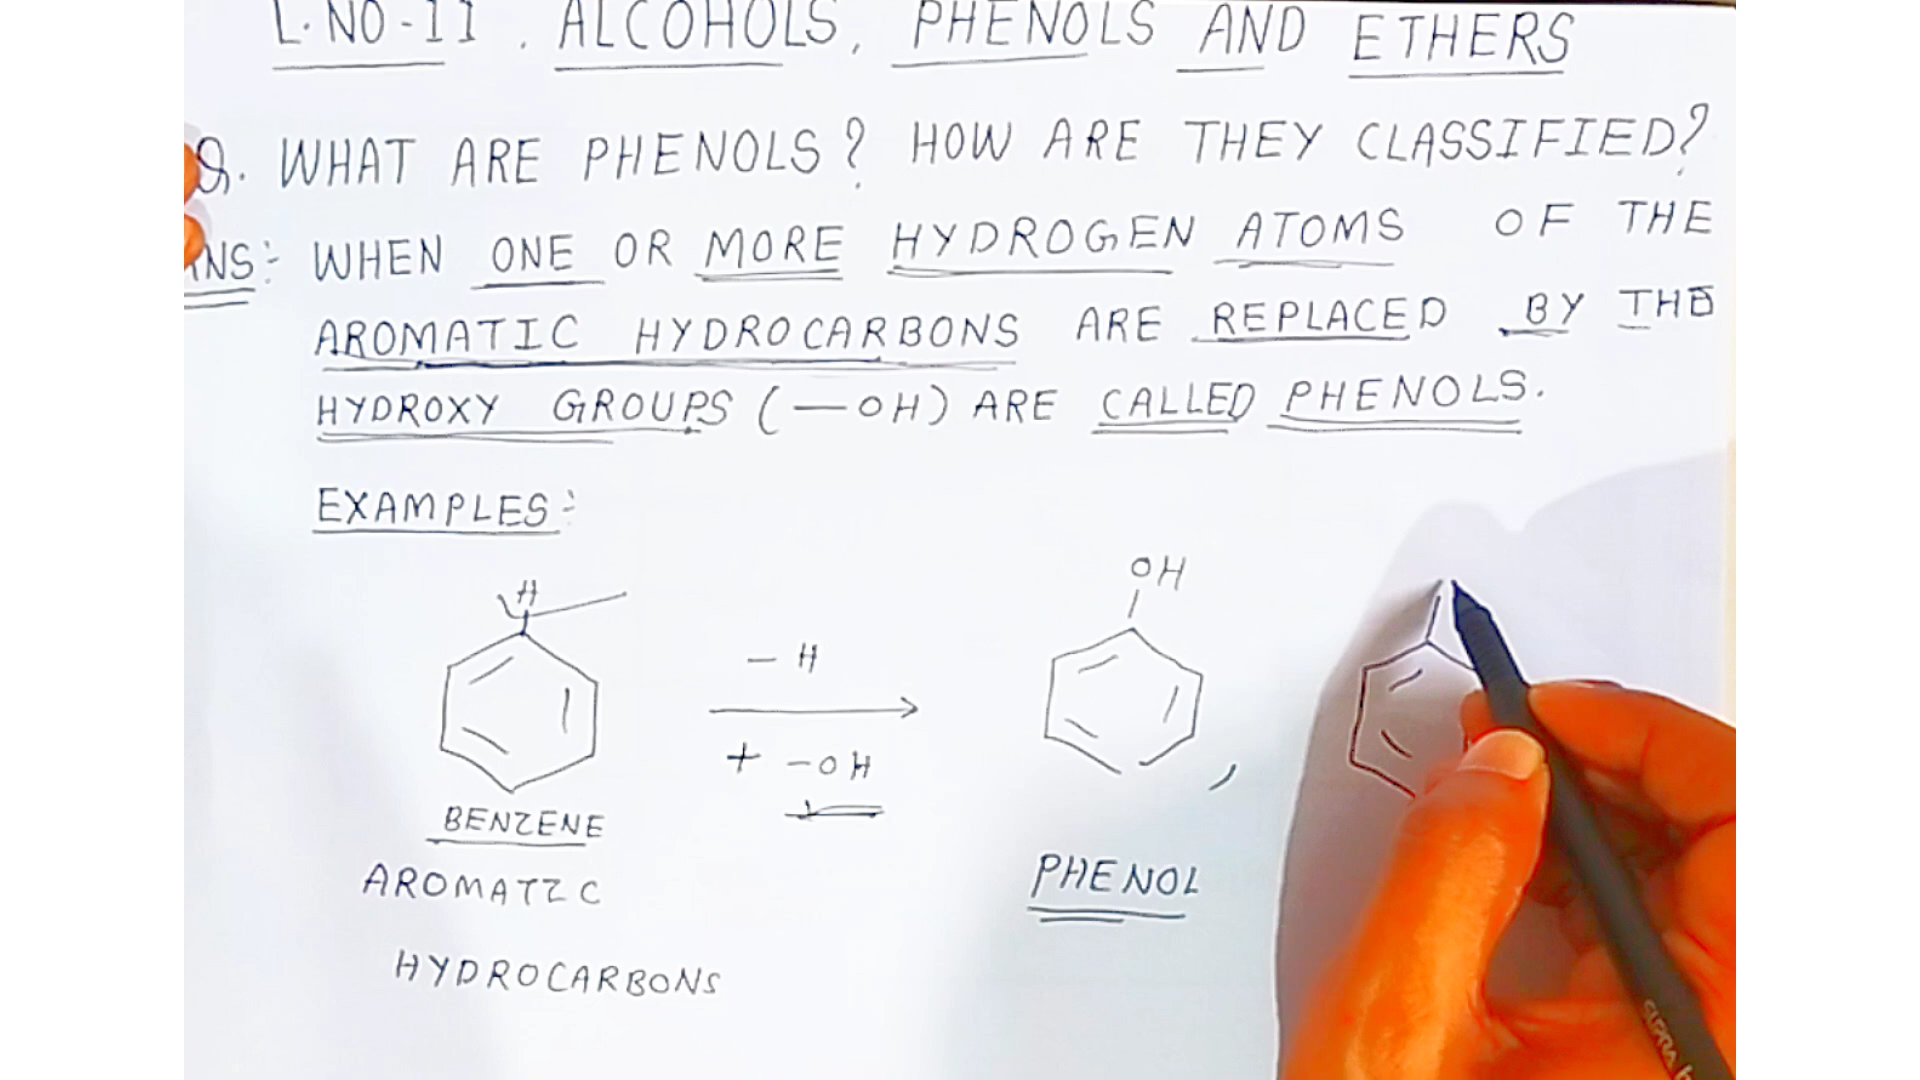 L.NO-11. ALCOHOLS, PHENOLS AND ETHERS
Q. WHAT ARE PHENOLS? HOW ARE THEY CLASSIFIED?
ANS:- WHEN ONE OR MORE HYDROGEN ATOMS OF THE
AROMATIC HYDROCARBONS ARE REPLACED BY THE
HYDROXY GROUPS (—OH) ARE CALLED PHENOLS.
EXAMPLES:-
H
OH
— H
+ -OH
,
BENZENE
AROMATIC
HYDROCARBONS
PHENOL